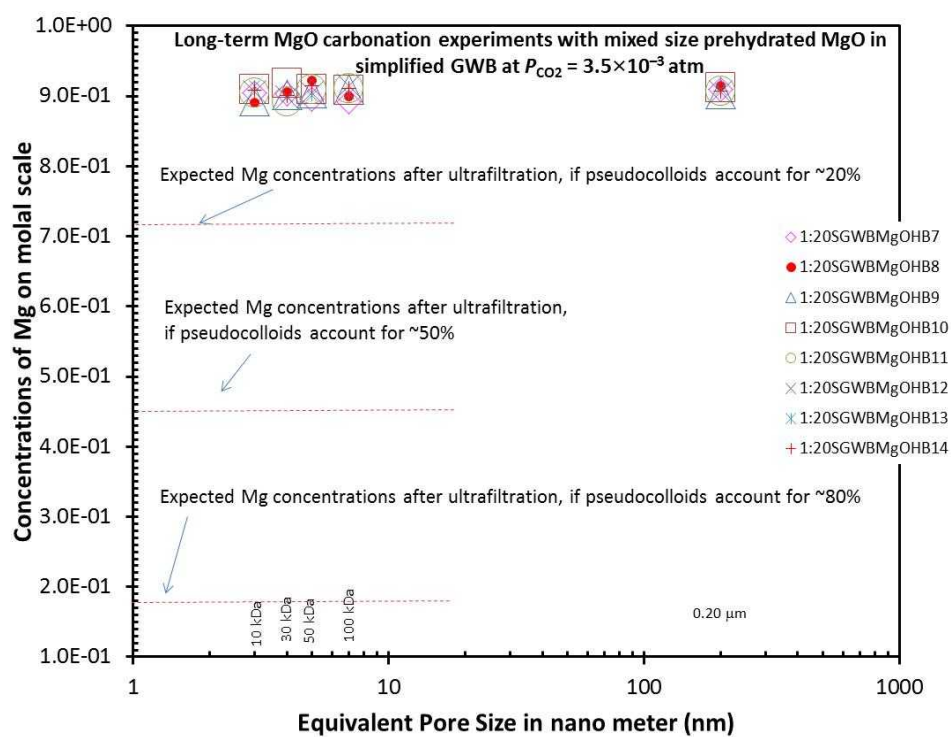 Long-term MgO carbonation experiments with mixed size prehydrated MgO in
simplified GWB at PCO2 = 3.5×10⁻³ atm
1.0E+00
9.0E-01
8.0E-01
7.0E-01
6.0E-01
5.0E-01
4.0E-01
3.0E-01
2.0E-01
1.0E-01
Concentrations of Mg on molal scale
Expected Mg concentrations after ultrafiltration, if pseudocolloids account for ~20%
Expected Mg concentrations after ultrafiltration,
if pseudocolloids account for ~50%
Expected Mg concentrations after ultrafiltration, if pseudocolloids account for ~80%
1:20SGWBMgOHB7
1:20SGWBMgOHB8
1:20SGWBMgOHB9
1:20SGWBMgOHB10
1:20SGWBMgOHB11
1:20SGWBMgOHB12
1:20SGWBMgOHB13
1:20SGWBMgOHB14
10 kDa
30 kDa
50 kDa
100 kDa
0.20 µm
1
10
100
1000
Equivalent Pore Size in nano meter (nm)